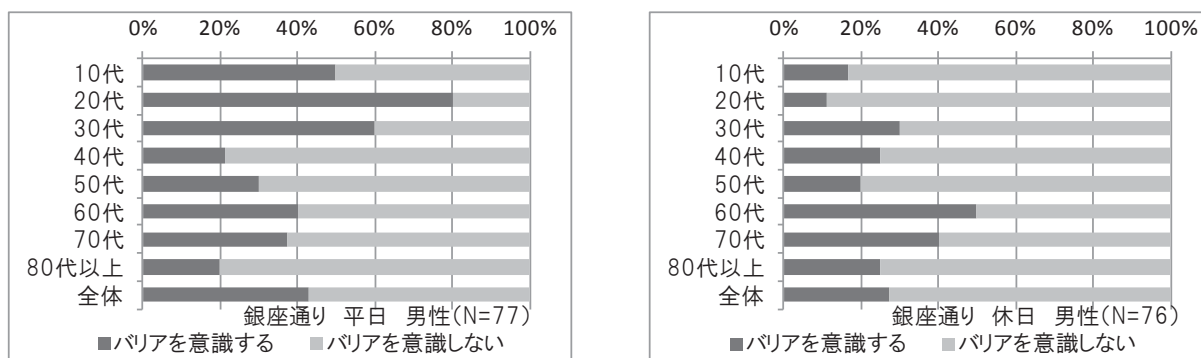 0% 20% 40% 60% 80% 100%
10代
20代
30代
40代
50代
60代
70代
80代以上
全体
銀座通り 平日 男性(N=77)
■バリアを意識する ■バリアを意識しない
0% 20% 40% 60% 80% 100%
10代
20代
30代
40代
50代
60代
70代
80代以上
全体
銀座通り 休日 男性(N=76)
■バリアを意識する ■バリアを意識しない